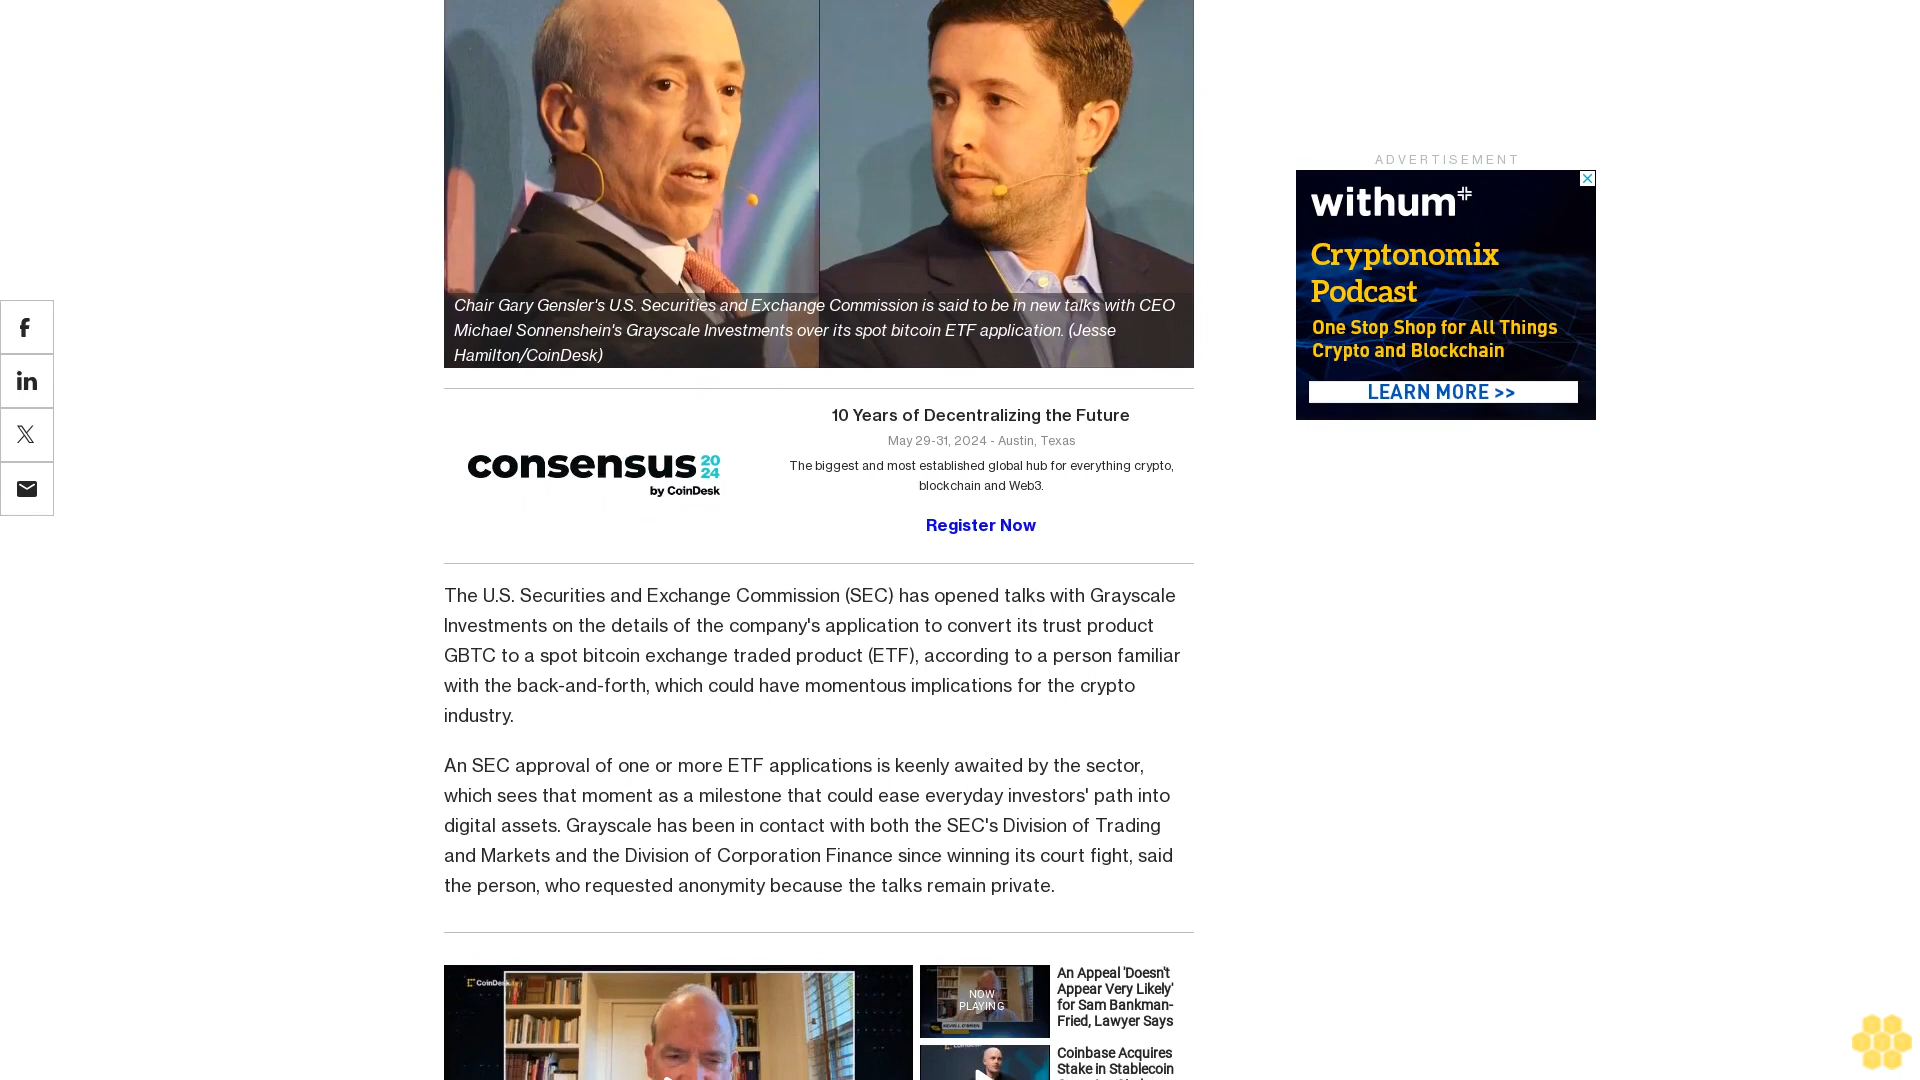 Chair Gary Gensler's U.S. Securities and Exchange Commission is said to be in new talks with CEO
Michael Sonnenshein's Grayscale Investments over its spot bitcoin ETF application. (Jesse
Hamilton/CoinDesk)
ADVERTISEMENT
withum
Cryptonomix
Podcast
One Stop Shop for All Things
Crypto and Blockchain
LEARN MORE >>
consensus 2024
by CoinDesk
10 Years of Decentralizing the Future
May 29-31, 2024 - Austin, Texas
The biggest and most established global hub for everything crypto,
blockchain and Web3.
Register Now
The U.S. Securities and Exchange Commission (SEC) has opened talks with Grayscale
Investments on the details of the company's application to convert its trust product
GBTC to a spot bitcoin exchange traded product (ETF), according to a person familiar
with the back-and-forth, which could have momentous implications for the crypto
industry.
An SEC approval of one or more ETF applications is keenly awaited by the sector,
which sees that moment as a milestone that could ease everyday investors' path into
digital assets. Grayscale has been in contact with both the SEC's Division of Trading
and Markets and the Division of Corporation Finance since winning its court fight, said
the person, who requested anonymity because the talks remain private.
CoinDesk
NOW
PLAYING
KEVIN J. O'BRIEN
An Appeal 'Doesn't
Appear Very Likely'
for Sam Bankman-
Fried, Lawyer Says
Coinbase Acquires
Stake in Stablecoin